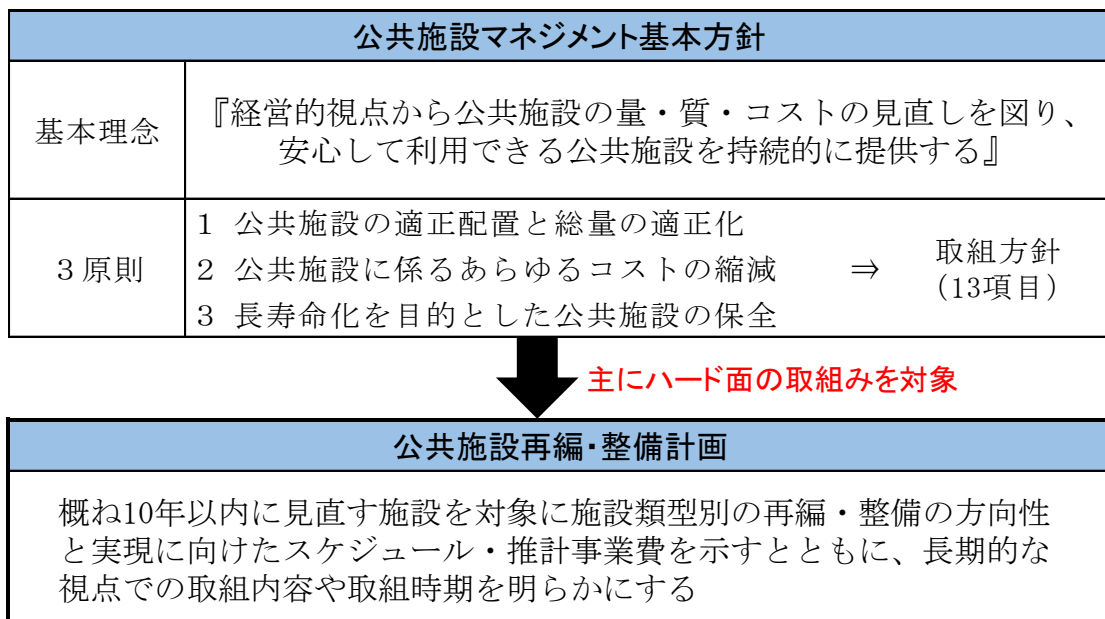 公共施設マネジメント基本方針
基本理念
『経営的視点から公共施設の量・質・コストの見直しを図り、
安心して利用できる公共施設を持続的に提供する』
3原則
1 公共施設の適正配置と総量の適正化
2 公共施設に係るあらゆるコストの縮減
3 長寿命化を目的とした公共施設の保全
⇒
取組方針
(13項目)
主にハード面の取組みを対象
公共施設再編・整備計画
概ね10年以内に見直す施設を対象に施設類型別の再編・整備の方向性
と実現に向けたスケジュール・推計事業費を示すとともに、長期的な
視点での取組内容や取組時期を明らかにする